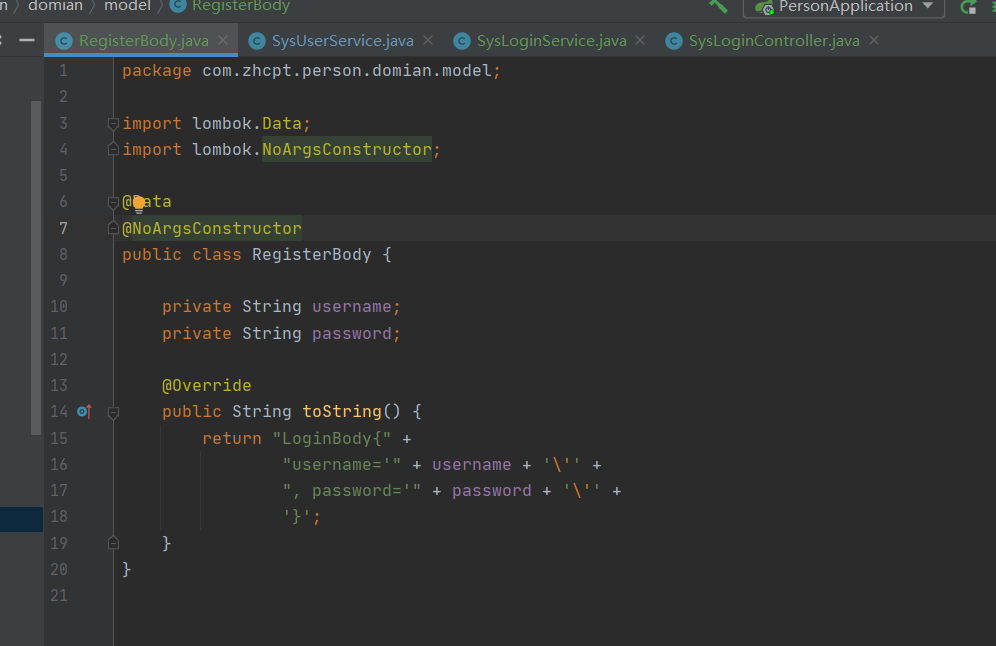 n domian model RegisterBody PersonApplication
RegisterBody.java SysUserService.java SysLoginService.java SysLoginController.java
1 package com.zhcpt.person.domian.model;
2
3 import lombok.Data;
4 import lombok.NoArgsConstructor;
5
6 @Data
7 @NoArgsConstructor
8 public class RegisterBody {
9
10 private String username;
11 private String password;
12
13 @Override
14 public String toString() {
15 return "LoginBody{" +
16 "username='" + username + '\'' +
17 ", password='" + password + '\'' +
18 '}';
19 }
20 }
21